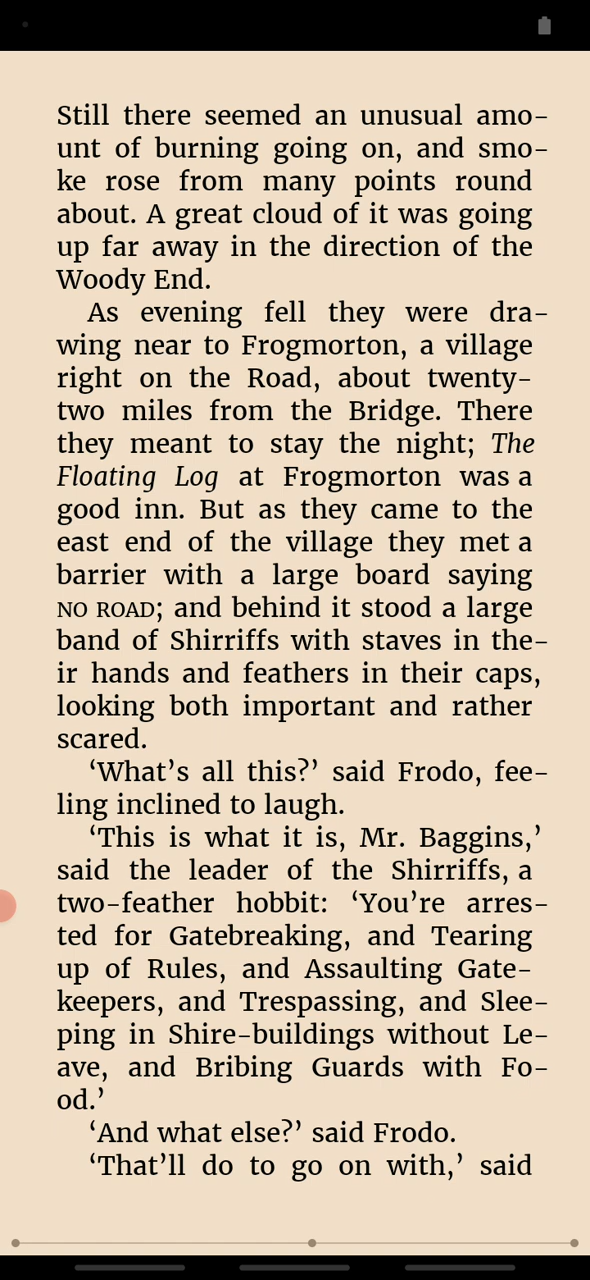 Still there seemed an unusual amo-
unt of burning going on, and smo-
ke rose from many points round
about. A great cloud of it was going
up far away in the direction of the
Woody End.
As evening fell they were dra-
wing near to Frogmorton, a village
right on the Road, about twenty-
two miles from the Bridge. There
they meant to stay the night; The
Floating Log at Frogmorton was a
good inn. But as they came to the
east end of the village they met a
barrier with a large board saying
NO ROAD; and behind it stood a large
band of Shirriffs with staves in the-
ir hands and feathers in their caps,
looking both important and rather
scared.
‘What’s all this?’ said Frodo, fee-
ling inclined to laugh.
‘This is what it is, Mr. Baggins,’
said the leader of the Shirriffs, a
two-feather hobbit: ‘You’re arres-
ted for Gatebreaking, and Tearing
up of Rules, and Assaulting Gate-
keepers, and Trespassing, and Slee-
ping in Shire-buildings without Le-
ave, and Bribing Guards with Fo-
od.’
‘And what else?’ said Frodo.
‘That’ll do to go on with,’ said